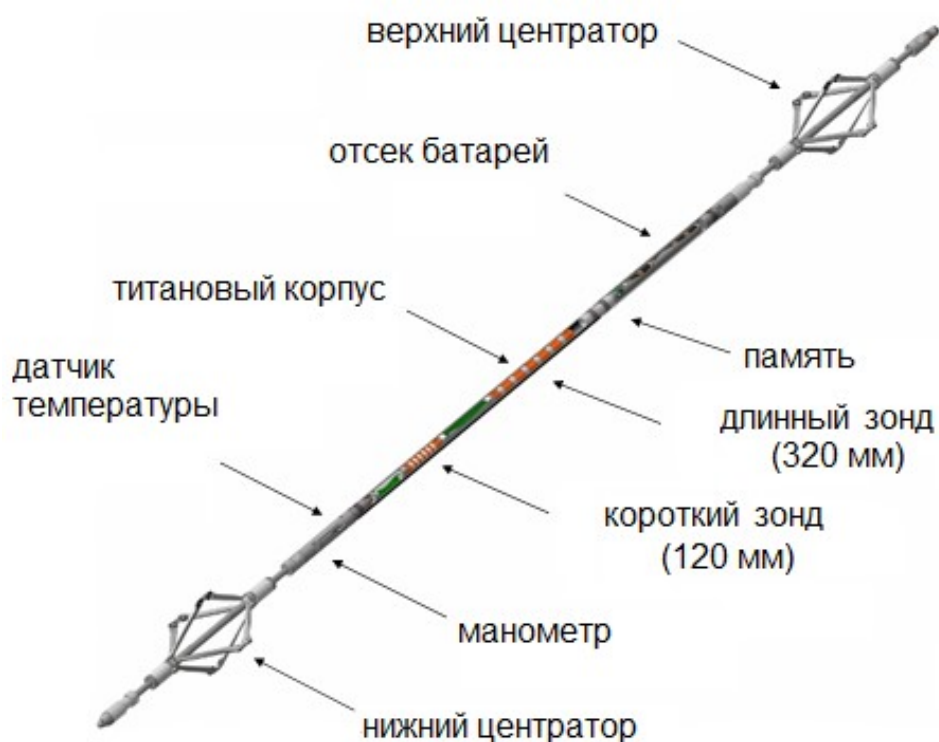 верхний центратор
отсек батарей
титановый корпус
память
датчик
температуры
длинный зонд
(320 мм)
короткий зонд
(120 мм)
манометр
нижний центратор